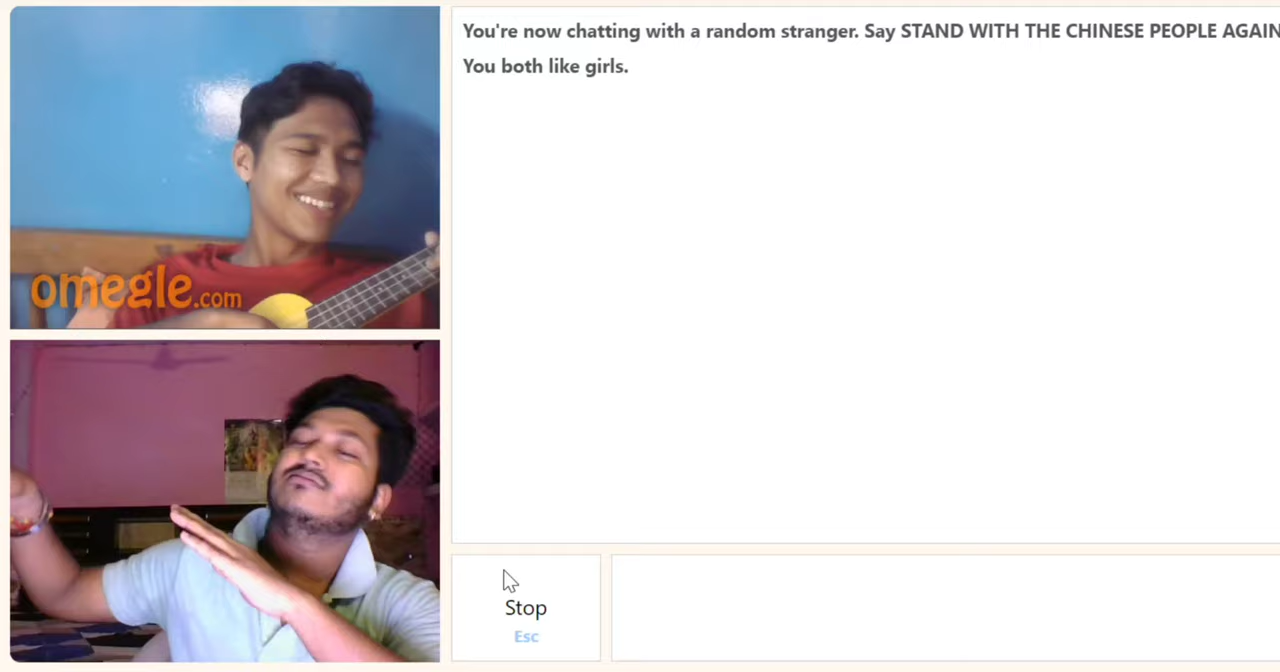 You're now chatting with a random stranger. Say STAND WITH THE CHINESE PEOPLE AGAIN
You both like girls.
omegle.com
Stop
Esc